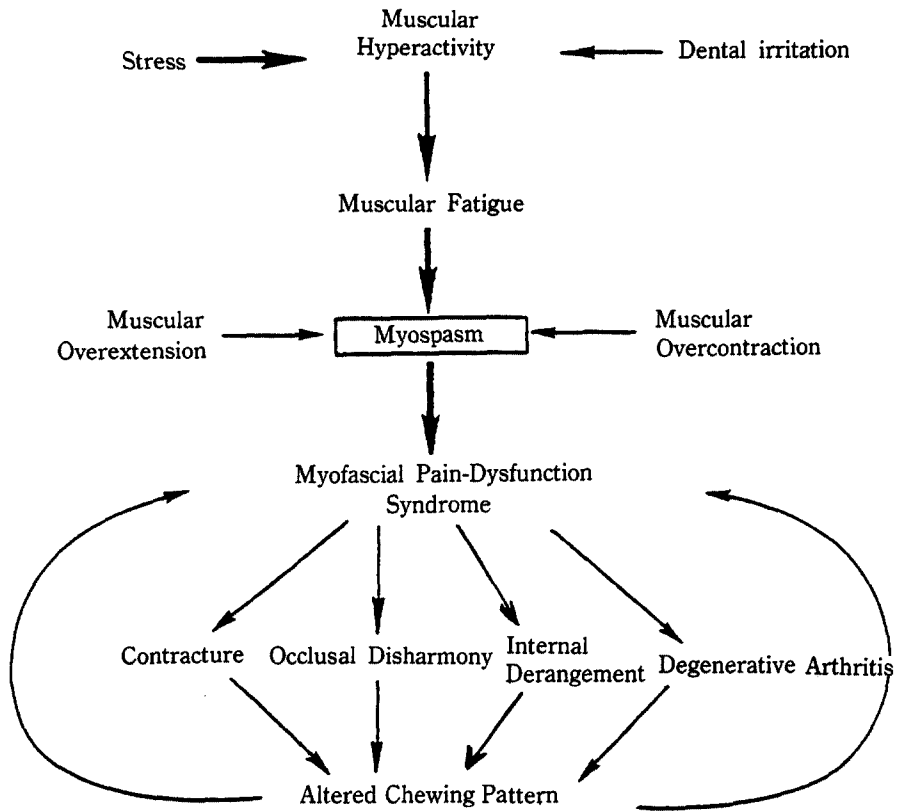 Muscular
Hyperactivity
Stress
Dental irritation
Muscular Fatigue
Muscular
Overextension
Myospasm
Muscular
Overcontraction
Myofascial Pain-Dysfunction
Syndrome
Contracture
Occlusal Disharmony
Internal
Derangement
Degenerative Arthritis
Altered Chewing Pattern